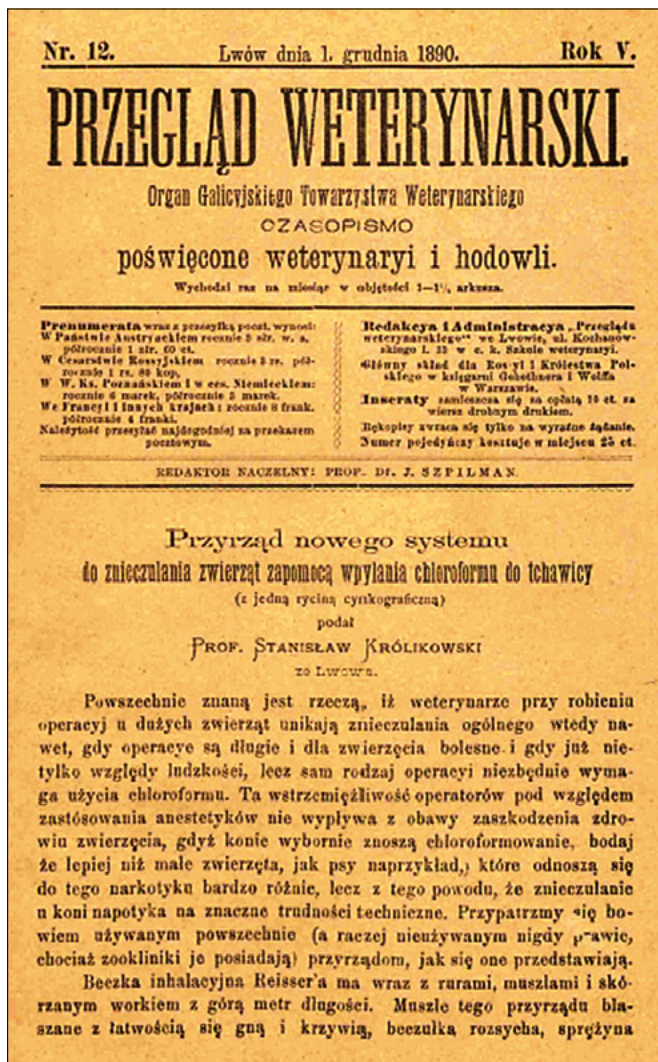 Nr. 12. Lwów dnia 1. grudnia 1890. Rok V.
PRZEGLĄD WETERYNARSKI.
Organ Galicyjskiego Towarzystwa Weterynarskiego
CZASOPISMO
poświęcone weterynaryi i hodowli.
Wychodzi raz na miesiąc w objętości 1—1½ arkusza.
Prenumerata wraz z przesyłką poczt. wynosi:
W Państwie Austryackiem rocznie 3 złr. w. a.
półrocznie 1 złr. 60 ct.
W Cesarstwie Rossyjskiem rocznie 3 rs. pół-
rocznie 1 rs. 80 kop.
W W. Ks. Poznańskiem i w ces. Niemieckiem:
rocznie 6 marek, półrocznie 3 marek.
We Francyi i innych krajach: rocznie 8 frank.
półrocznie 4 franki.
Należytość przesyłać najdogodniej za przekazem
pocztowym.
Redakcya i Administracya „Przeglądu
weterynarskiego" we Lwowie, ul. Kochanow-
skiego l. 33 w c. k. Szkole weterynaryi.
Główny skład dla Rosyi i Królestwa Pol-
skiego w księgarni Gebethnera i Wolffa
w Warszawie.
Inseraty zamieszcza się za opłatą 10 ct. za
wiersz drobnym drukiem.
Rękopisy zwraca się tylko na wyraźne żądanie.
Numer pojedyńczy kosztuje w miejscu 25 ct.
REDAKTOR NACZELNY: PROF. Dr. J. SZPILMAN.
Przyrząd nowego systemu
do znieczulania zwierząt zapomocą wpylania chloroformu do tchawicy
(z jedną ryciną cynkograficzną)
podał
PROF. STANISŁAW KRÓLIKOWSKI
ze Lwowa.
Powszechnie znaną jest rzeczą, iż weterynarze przy robieniu
operacyj u dużych zwierząt unikają znieczulania ogólnego wtedy na-
wet, gdy operacye są długie i dla zwierzęcia bolesne i gdy już nie-
tylko względy ludzkości, lecz sam rodzaj operacyi niezbędnie wyma-
ga użycia chloroformu. Ta wstrzemięźliwość operatorów pod względem
zastósowania anestetyków nie wypływa z obawy zaszkodzenia zdro-
wiu zwierzęcia, gdyż konie wybornie znoszą chloroformowanie, bodaj
że lepiej niż małe zwierzęta, jak psy naprzykład,) które odnoszą się
do tego narkotyku bardzo różnie, lecz z tego powodu, że znieczulanie
u koni napotyka na znaczne trudności techniczne. Przypatrzmy się bo-
wiem używanym powszechnie (a raczej nieużywanym nigdy prawie,
chociaż zookliniki je posiadają) przyrządom, jak się one przedstawiają.
Beczka inhalacyjna Reisser'a ma wraz z rurami, muszlami i skó-
rzanym workiem z górą metr długości. Muszle tego przyrządu bla-
szane z łatwością się gną i krzywią, beczułka rozsycha, sprężyna